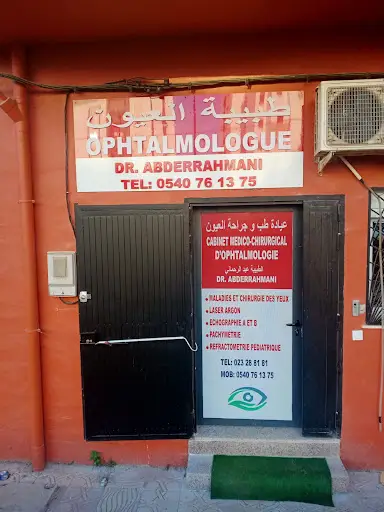 طبيبة العيون
OPHTALMOLOGUE
DR. ABDERRAHMANI
TEL: 0540 76 13 75
عيادة طب و جراحة العيون
CABINET MEDICO-CHIRURGICAL
D'OPHTALMOLOGIE
الطبيبة عبد الرحماني
DR. ABDERRAHMANI
• MALADIES ET CHIRURGIE DES YEUX
• LASER ARGON
• ECHOGRAPHIE A ET B
• PACHYMETRIE
• REFRACTOMETRIE PEDIATRIQUE
TEL: 023 28 81 81
MOB: 0540 76 13 75